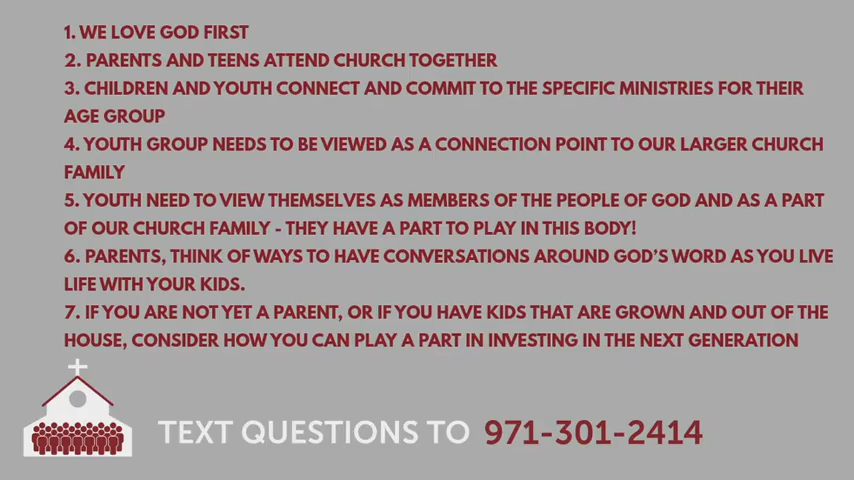 1. WE LOVE GOD FIRST
2. PARENTS AND TEENS ATTEND CHURCH TOGETHER
3. CHILDREN AND YOUTH CONNECT AND COMMIT TO THE SPECIFIC MINISTRIES FOR THEIR
AGE GROUP
4. YOUTH GROUP NEEDS TO BE VIEWED AS A CONNECTION POINT TO OUR LARGER CHURCH
FAMILY
5. YOUTH NEED TO VIEW THEMSELVES AS MEMBERS OF THE PEOPLE OF GOD AND AS A PART
OF OUR CHURCH FAMILY - THEY HAVE A PART TO PLAY IN THIS BODY!
6. PARENTS, THINK OF WAYS TO HAVE CONVERSATIONS AROUND GOD'S WORD AS YOU LIVE
LIFE WITH YOUR KIDS.
7. IF YOU ARE NOT YET A PARENT, OR IF YOU HAVE KIDS THAT ARE GROWN AND OUT OF THE
HOUSE, CONSIDER HOW YOU CAN PLAY A PART IN INVESTING IN THE NEXT GENERATION
TEXT QUESTIONS TO 971-301-2414